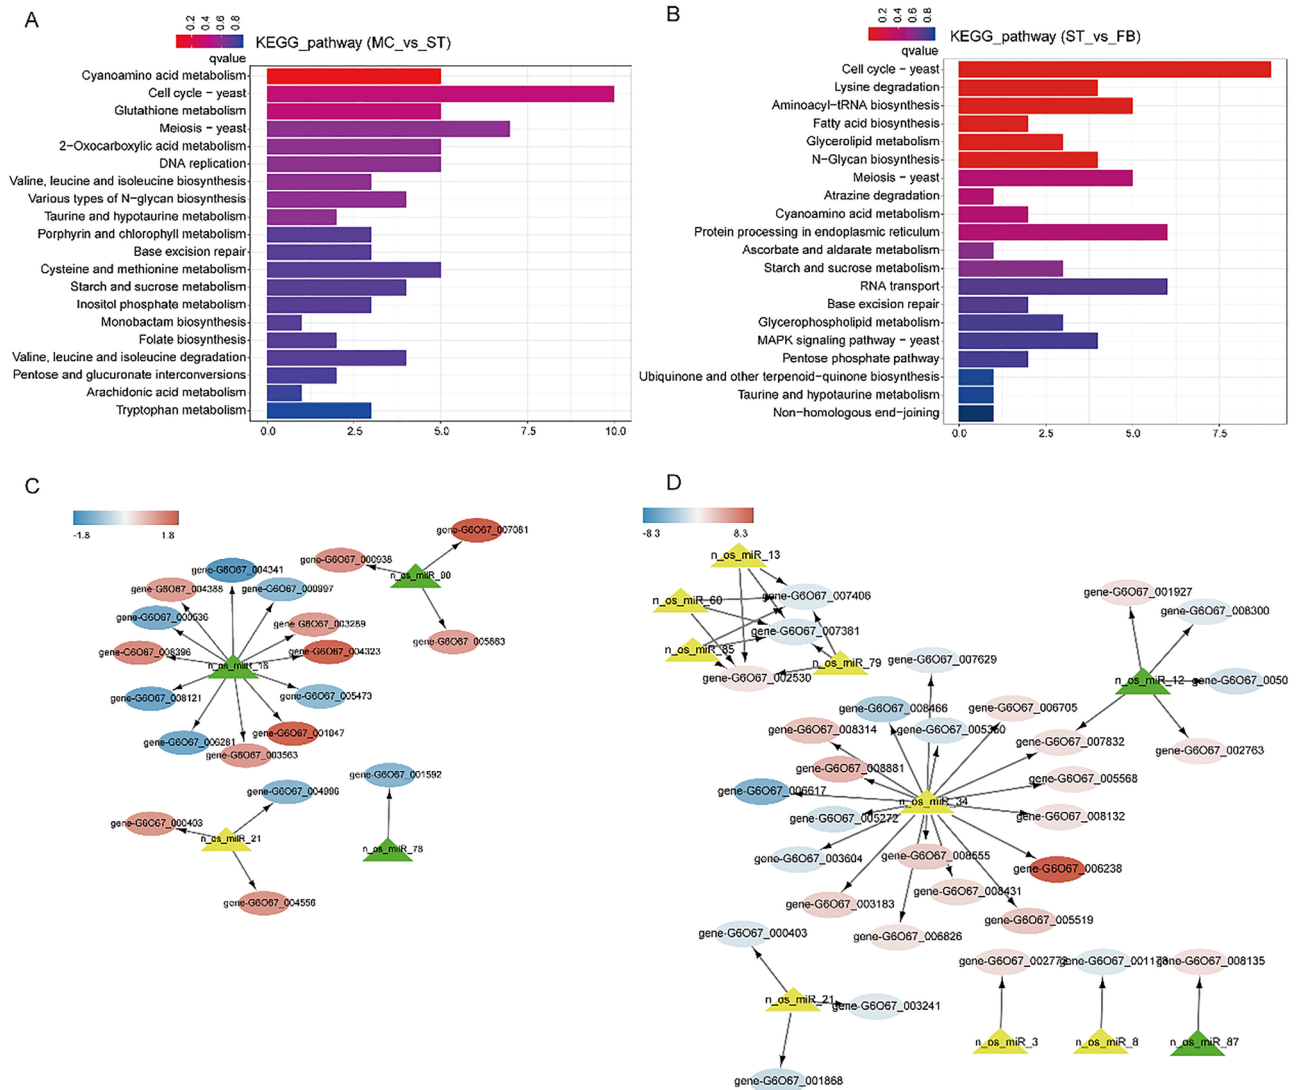 A
0.2
0.4
0.6
0.8
qvalue
KEGG_pathway (MC_vs_ST)
Cyanoamino acid metabolism
Cell cycle − yeast
Glutathione metabolism
Meiosis − yeast
2−Oxocarboxylic acid metabolism
DNA replication
Valine, leucine and isoleucine biosynthesis
Various types of N−glycan biosynthesis
Taurine and hypotaurine metabolism
Porphyrin and chlorophyll metabolism
Base excision repair
Cysteine and methionine metabolism
Starch and sucrose metabolism
Inositol phosphate metabolism
Monobactam biosynthesis
Folate biosynthesis
Valine, leucine and isoleucine degradation
Pentose and glucuronate interconversions
Arachidonic acid metabolism
Tryptophan metabolism
0.0
2.5
5.0
7.5
10.0
B
0.2
0.4
0.6
0.8
qvalue
KEGG_pathway (ST_vs_FB)
Cell cycle − yeast
Lysine degradation
Aminoacyl−tRNA biosynthesis
Fatty acid biosynthesis
Glycerolipid metabolism
N−Glycan biosynthesis
Meiosis − yeast
Atrazine degradation
Cyanoamino acid metabolism
Protein processing in endoplasmic reticulum
Ascorbate and aldarate metabolism
Starch and sucrose metabolism
RNA transport
Base excision repair
Glycerophospholipid metabolism
MAPK signaling pathway − yeast
Pentose phosphate pathway
Ubiquinone and other terpenoid−quinone biosynthesis
Taurine and hypotaurine metabolism
Non−homologous end−joining
0.0
2.5
5.0
7.5
C
-1.8
1.8
gene-G6O67_007081
gene-G6O67_000938
n_os_miR_90
gene-G6O67_005883
gene-G6O67_004341
gene-G6O67_004388
gene-G6O67_000997
gene-G6O67_000536
gene-G6O67_003289
gene-G6O67_008396
gene-G6O67_004323
n_os_miR_16
gene-G6O67_008121
gene-G6O67_005473
gene-G6O67_006281
gene-G6O67_001047
gene-G6O67_003563
gene-G6O67_001592
gene-G6O67_004996
gene-G6O67_000403
n_os_miR_21
n_os_miR_78
gene-G6O67_004556
D
-8.3
8.3
n_os_miR_13
n_os_miR_60
gene-G6O67_007406
gene-G6O67_007381
n_os_miR_85
n_os_miR_79
gene-G6O67_002530
gene-G6O67_001927
gene-G6O67_008300
n_os_miR_12
gene-G6O67_0050
gene-G6O67_002763
gene-G6O67_007629
gene-G6O67_008466
gene-G6O67_006705
gene-G6O67_008314
gene-G6O67_007832
gene-G6O67_008881
gene-G6O67_005568
gene-G6O67_006617
n_os_miR_34
gene-G6O67_005272
gene-G6O67_008132
gene-G6O67_003604
gene-G6O67_008555
gene-G6O67_006238
gene-G6O67_008431
gene-G6O67_003183
gene-G6O67_005519
gene-G6O67_006826
gene-G6O67_000403
n_os_miR_21
gene-G6O67_003241
gene-G6O67_001868
gene-G6O67_008135
n_os_miR_3
n_os_miR_8
n_os_miR_87